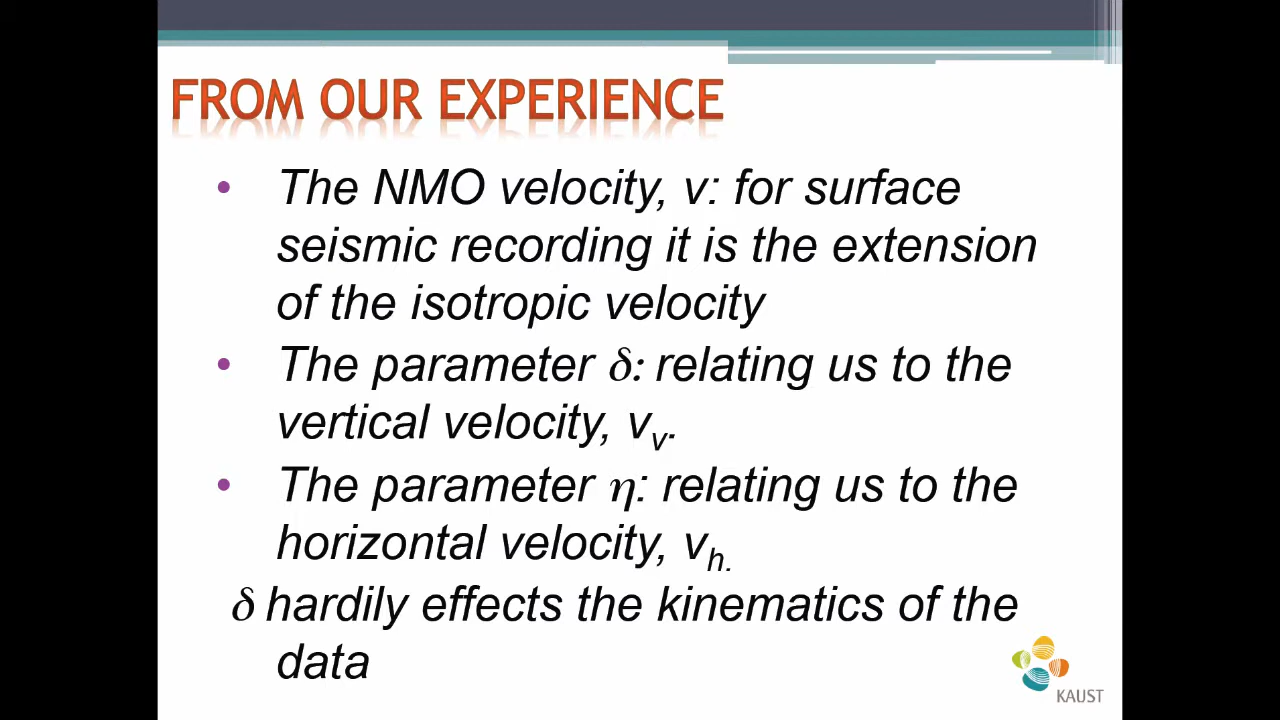 FROM OUR EXPERIENCE
• The NMO velocity, v: for surface
seismic recording it is the extension
of the isotropic velocity
• The parameter δ: relating us to the
vertical velocity, vv.
• The parameter η: relating us to the
horizontal velocity, vh.
δ hardily effects the kinematics of the
data
KAUST